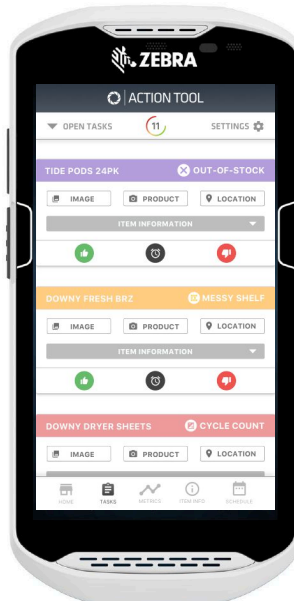 ZEBRA
ACTION TOOL
OPEN TASKS 11 SETTINGS
TIDE PODS 24PK OUT-OF-STOCK
IMAGE PRODUCT LOCATION
ITEM INFORMATION
DOWNY FRESH BRZ MESSY SHELF
IMAGE PRODUCT LOCATION
ITEM INFORMATION
DOWNY DRYER SHEETS CYCLE COUNT
IMAGE PRODUCT LOCATION
HOME TASKS METRICS ITEM INFO SCHEDULE